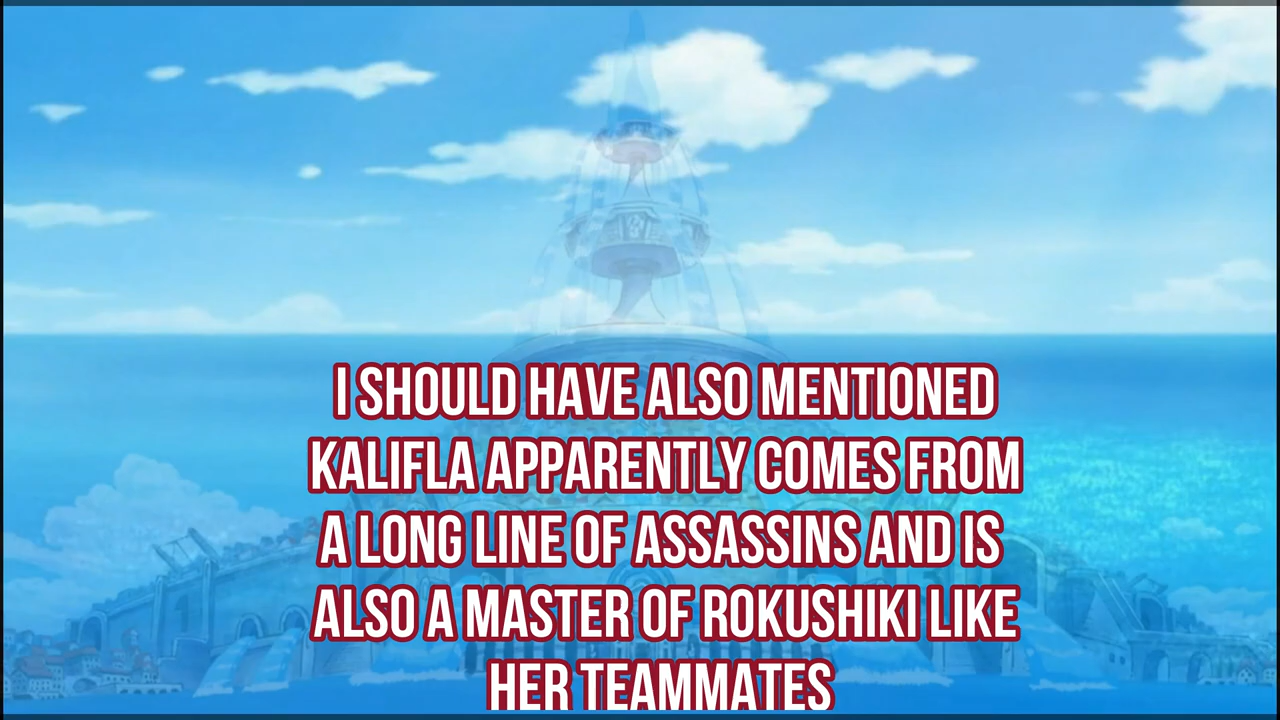 I SHOULD HAVE ALSO MENTIONED
KALIFLA APPARENTLY COMES FROM
A LONG LINE OF ASSASSINS AND IS
ALSO A MASTER OF ROKUSHIKI LIKE
HER TEAMMATES